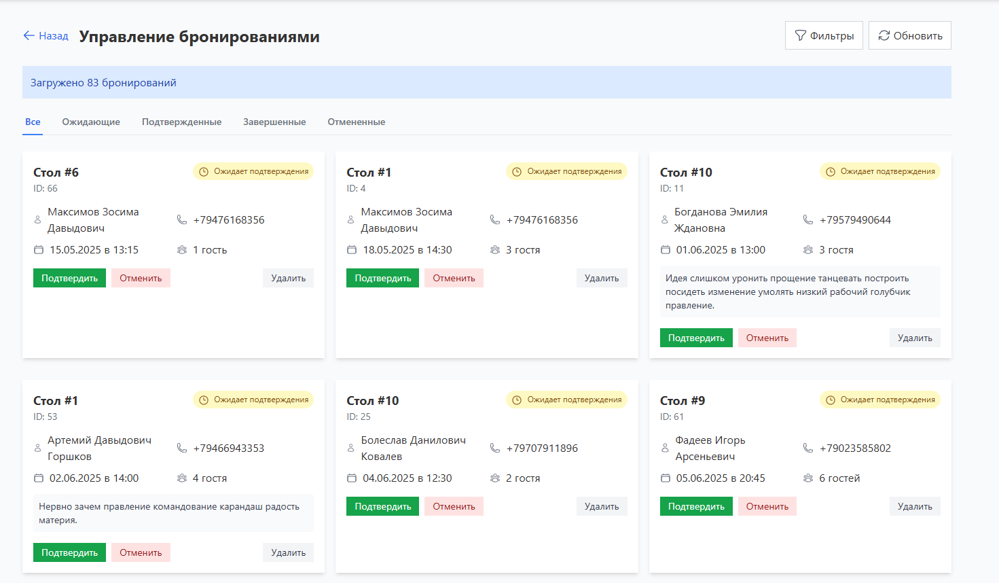 Назад
Управление бронированиями
Фильтры
Обновить
Загружено 83 бронирований
Все
Ожидающие
Подтвержденные
Завершенные
Отмененные
Стол #6
Ожидает подтверждения
ID: 66
Максимов Зосима
Давыдович
+79476168356
15.05.2025 в 13:15
1 гость
Подтвердить
Отменить
Удалить
Стол #1
Ожидает подтверждения
ID: 4
Максимов Зосима
Давыдович
+79476168356
18.05.2025 в 14:30
3 гостя
Подтвердить
Отменить
Удалить
Стол #10
Ожидает подтверждения
ID: 11
Богданова Эмилия
Ждановна
+79579490644
01.06.2025 в 13:00
3 гостя
Идея слишком уронить прощение танцевать построить
посидеть изменение умолять низкий рабочий голубчик
правление.
Подтвердить
Отменить
Удалить
Стол #1
Ожидает подтверждения
ID: 53
Артемий Давыдович
Горшков
+79466943353
02.06.2025 в 14:00
4 гостя
Нервно зачем правление командование карандаш радость
материя.
Подтвердить
Отменить
Удалить
Стол #10
Ожидает подтверждения
ID: 25
Болеслав Данилович
Ковалев
+79707911896
04.06.2025 в 12:30
2 гостя
Подтвердить
Отменить
Удалить
Стол #9
Ожидает подтверждения
ID: 61
Фадеев Игорь
Арсеньевич
+79023585802
05.06.2025 в 20:45
6 гостей
Подтвердить
Отменить
Удалить